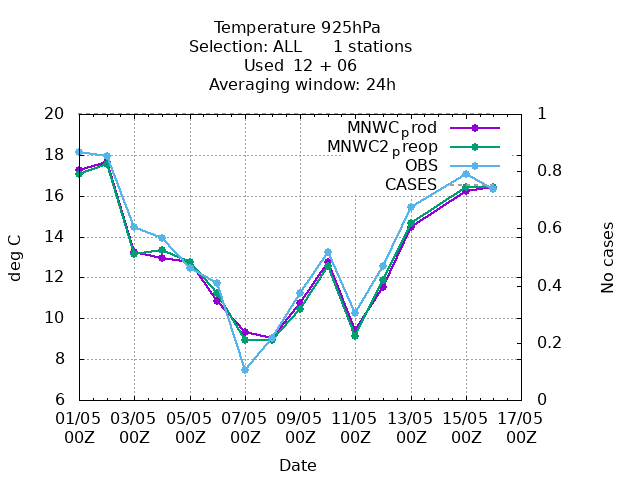 Temperature 925hPa
Selection: ALL      1 stations
Used  12 + 06
Averaging window: 24h
MNWC_prod
MNWC2_preop
OBS
CASES
deg C
20
18
16
14
12
10
8
6
No cases
1
0.8
0.6
0.4
0.2
0
01/05 03/05 05/05 07/05 09/05 11/05 13/05 15/05 17/05
00Z 00Z 00Z 00Z 00Z 00Z 00Z 00Z 00Z
Date